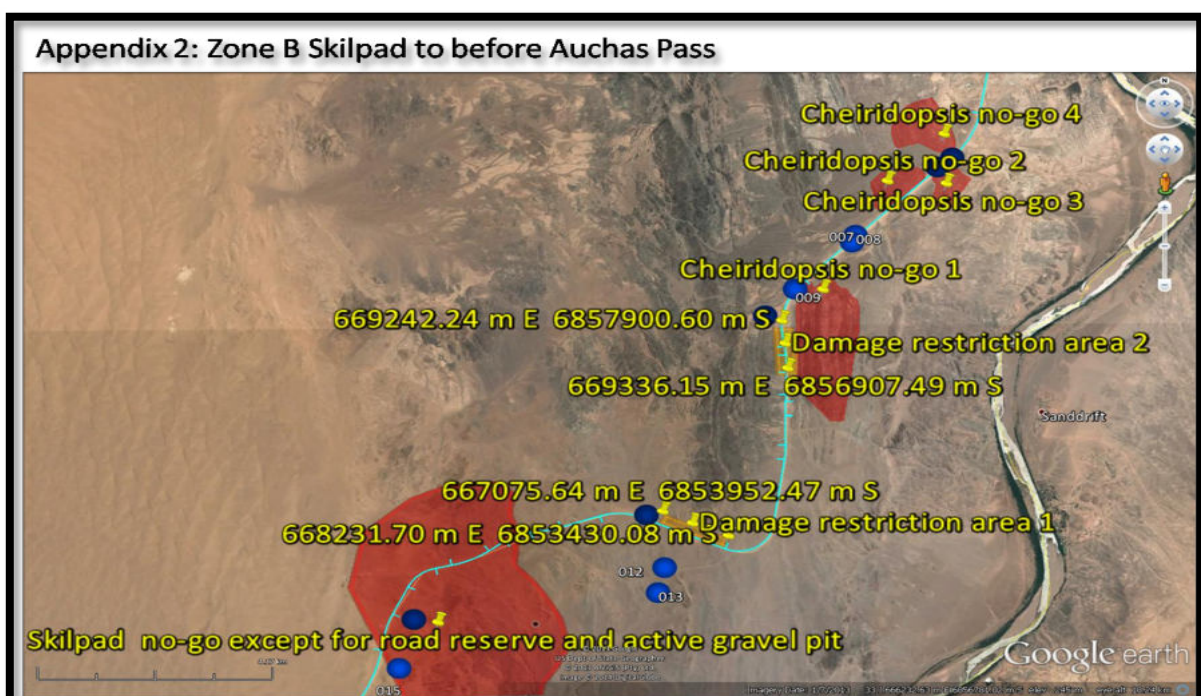 Appendix 2: Zone B Skilpad to before Auchas Pass
N
Cheiridopsis no-go 4
Cheiridopsis no-go 2
Cheiridopsis no-go 3
007 008
Cheiridopsis no-go 1
009
669242.24 m E 6857900.60 m S
Damage restriction area 2
669336.15 m E 6856907.49 m S
Sanddrift
667075.64 m E 6853952.47 m S
Damage restriction area 1
668231.70 m E 6853430.08 m S
012
013
Skilpad no-go except for road reserve and active gravel pit
Google earth
015